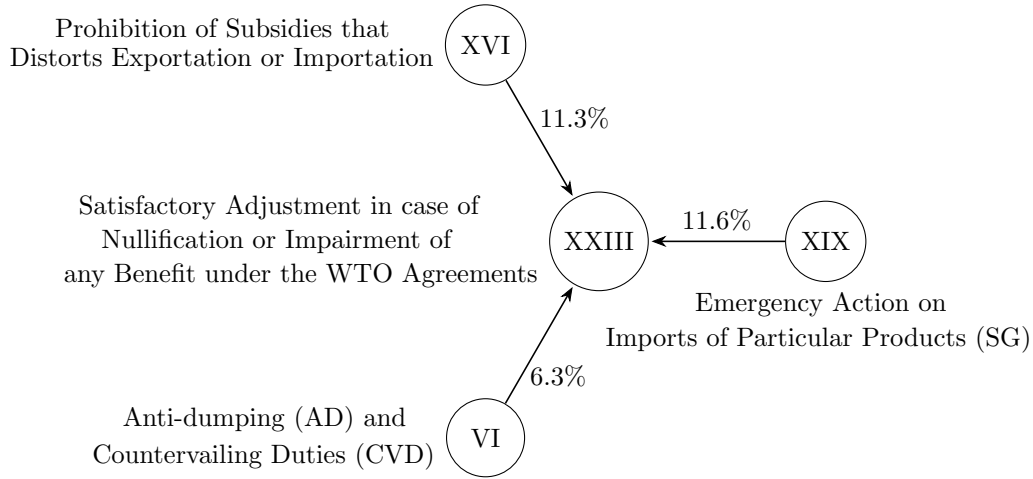 Prohibition of Subsidies that
Distorts Exportation or Importation
XVI
11.3%
Satisfactory Adjustment in case of
Nullification or Impairment of
any Benefit under the WTO Agreements
XXIII
11.6%
XIX
Emergency Action on
Imports of Particular Products (SG)
6.3%
Anti-dumping (AD) and
Countervailing Duties (CVD)
VI